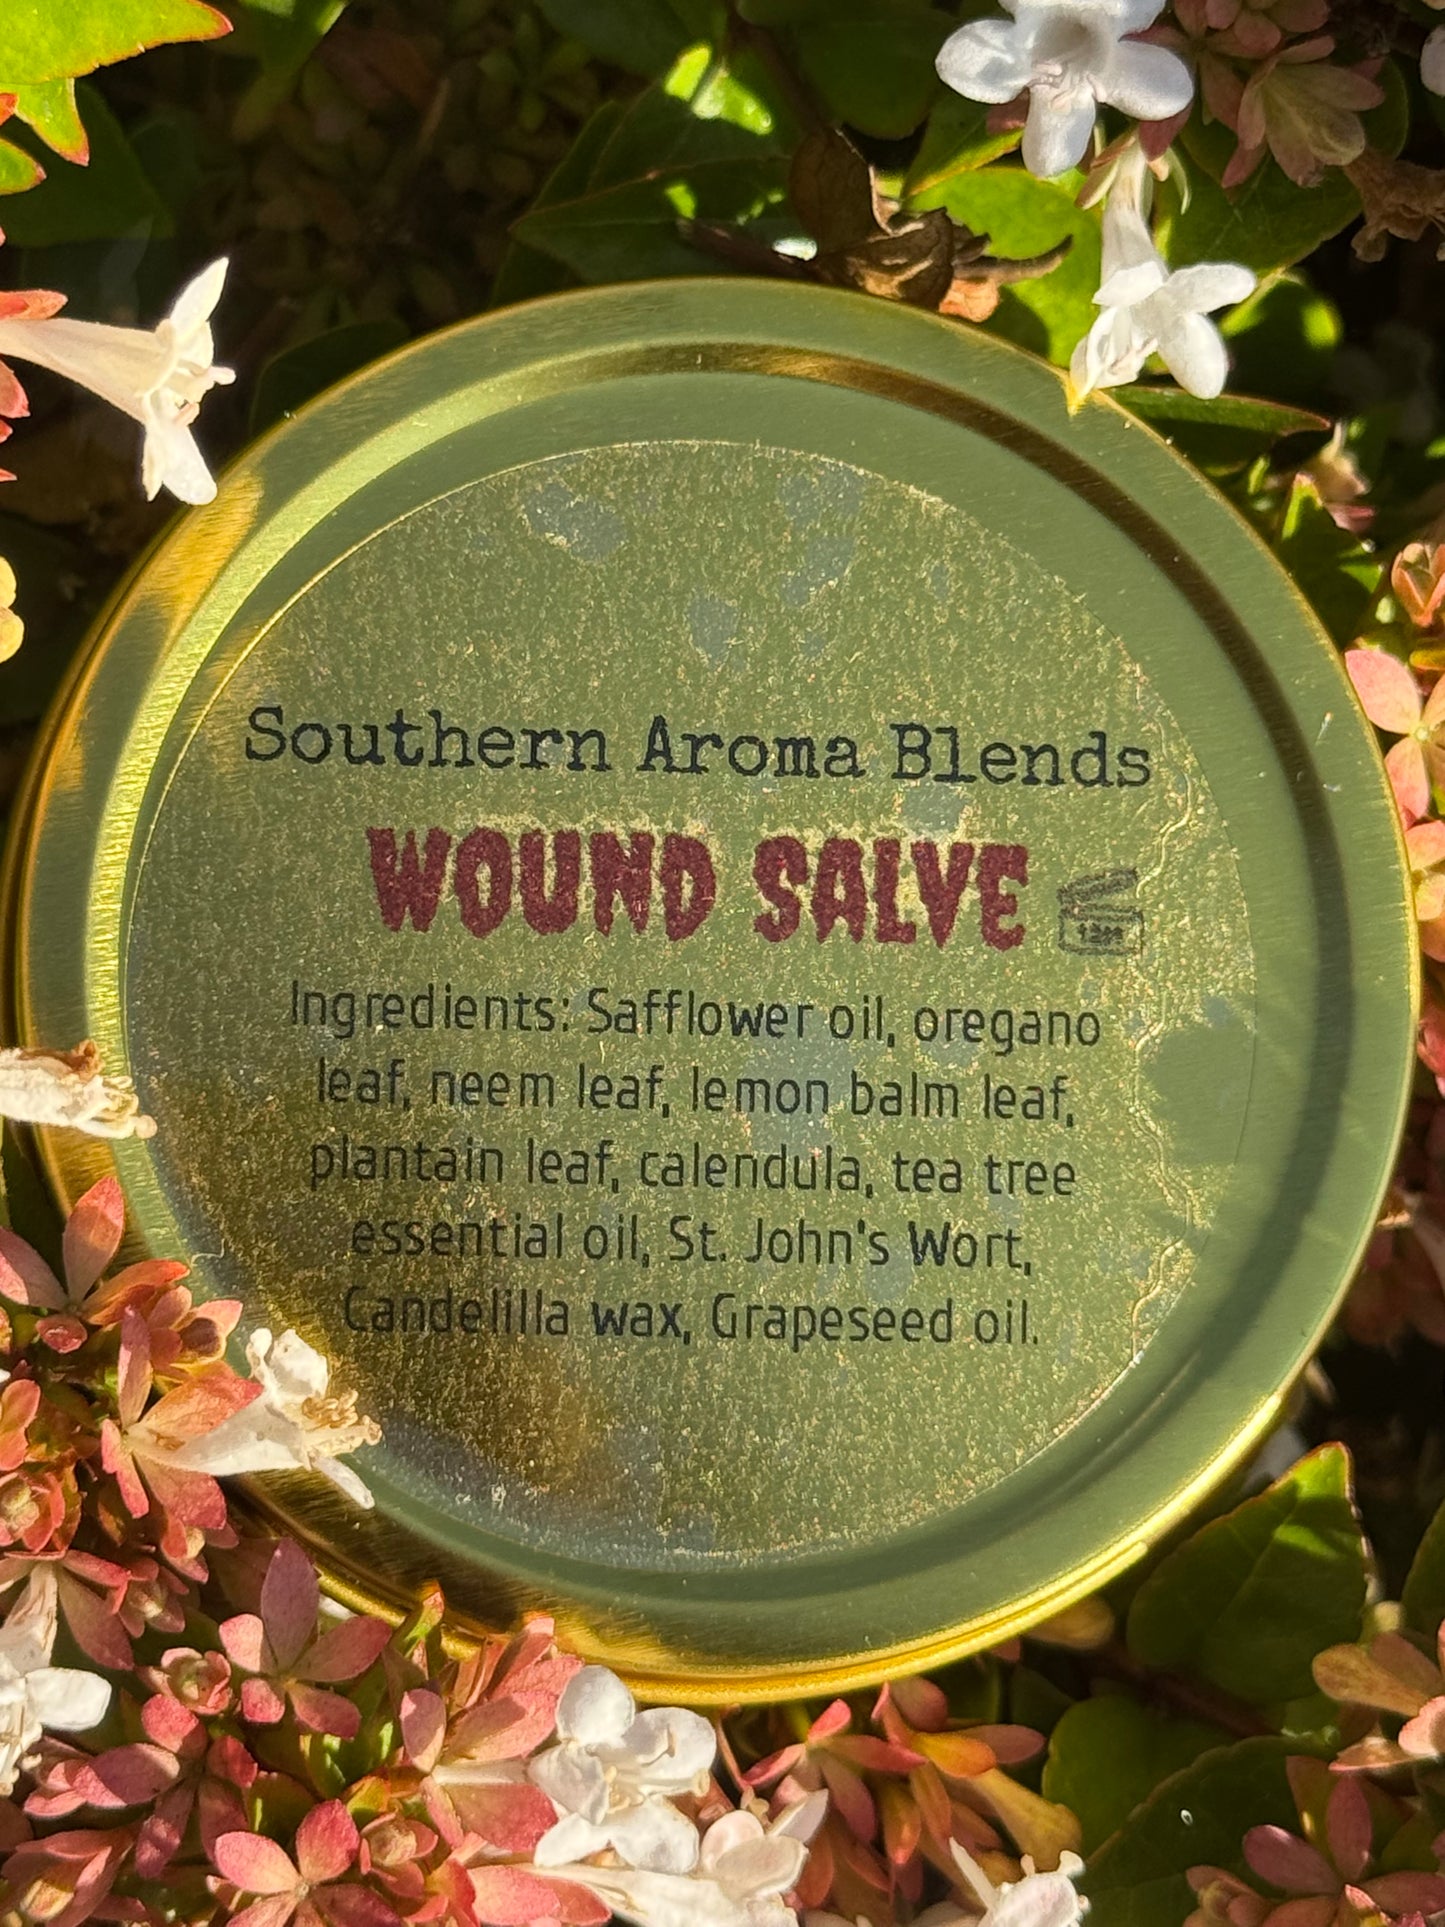 Southern Aroma Blends
WOUND SALVE
12M
Ingredients: Safflower oil, oregano
leaf, neem leaf, lemon balm leaf,
plantain leaf, calendula, tea tree
essential oil, St. John's Wort,
Candelilla wax, Grapeseed oil.